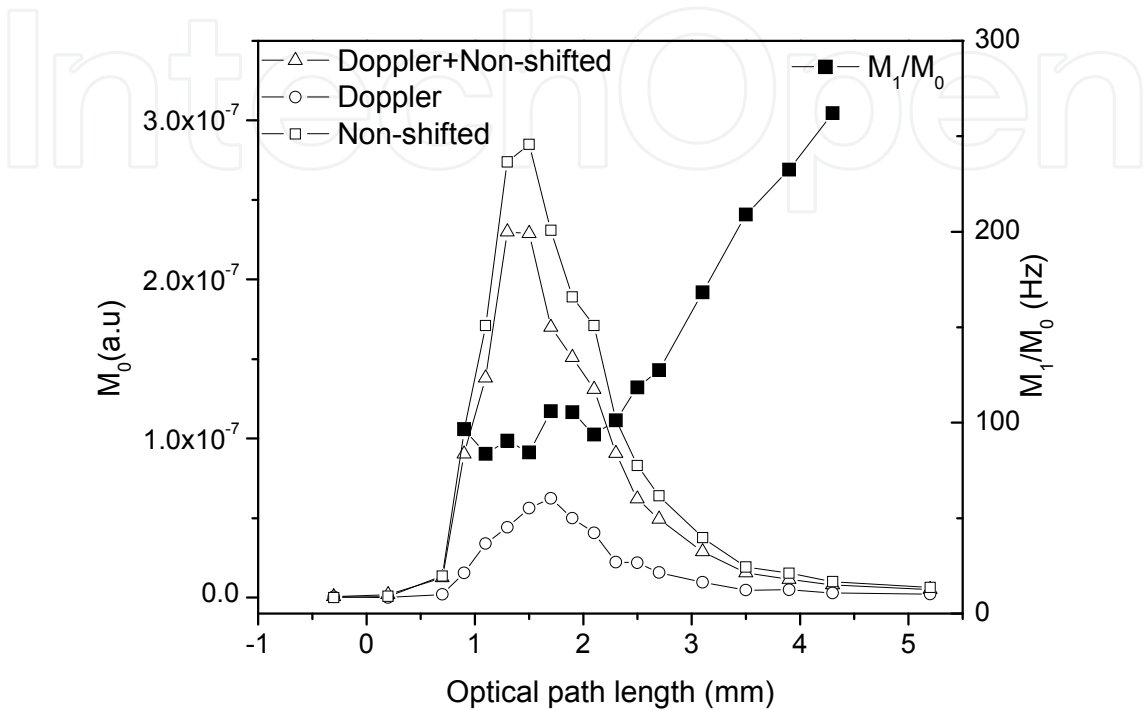 IntechOpen
Doppler+Non-shifted
Doppler
Non-shifted
M₁/M₀
3.0x10⁻⁷
2.0x10⁻⁷
1.0x10⁻⁷
0.0
M₀(a.u)
300
200
100
0
M₁/M₀ (Hz)
-1 0 1 2 3 4 5
Optical path length (mm)